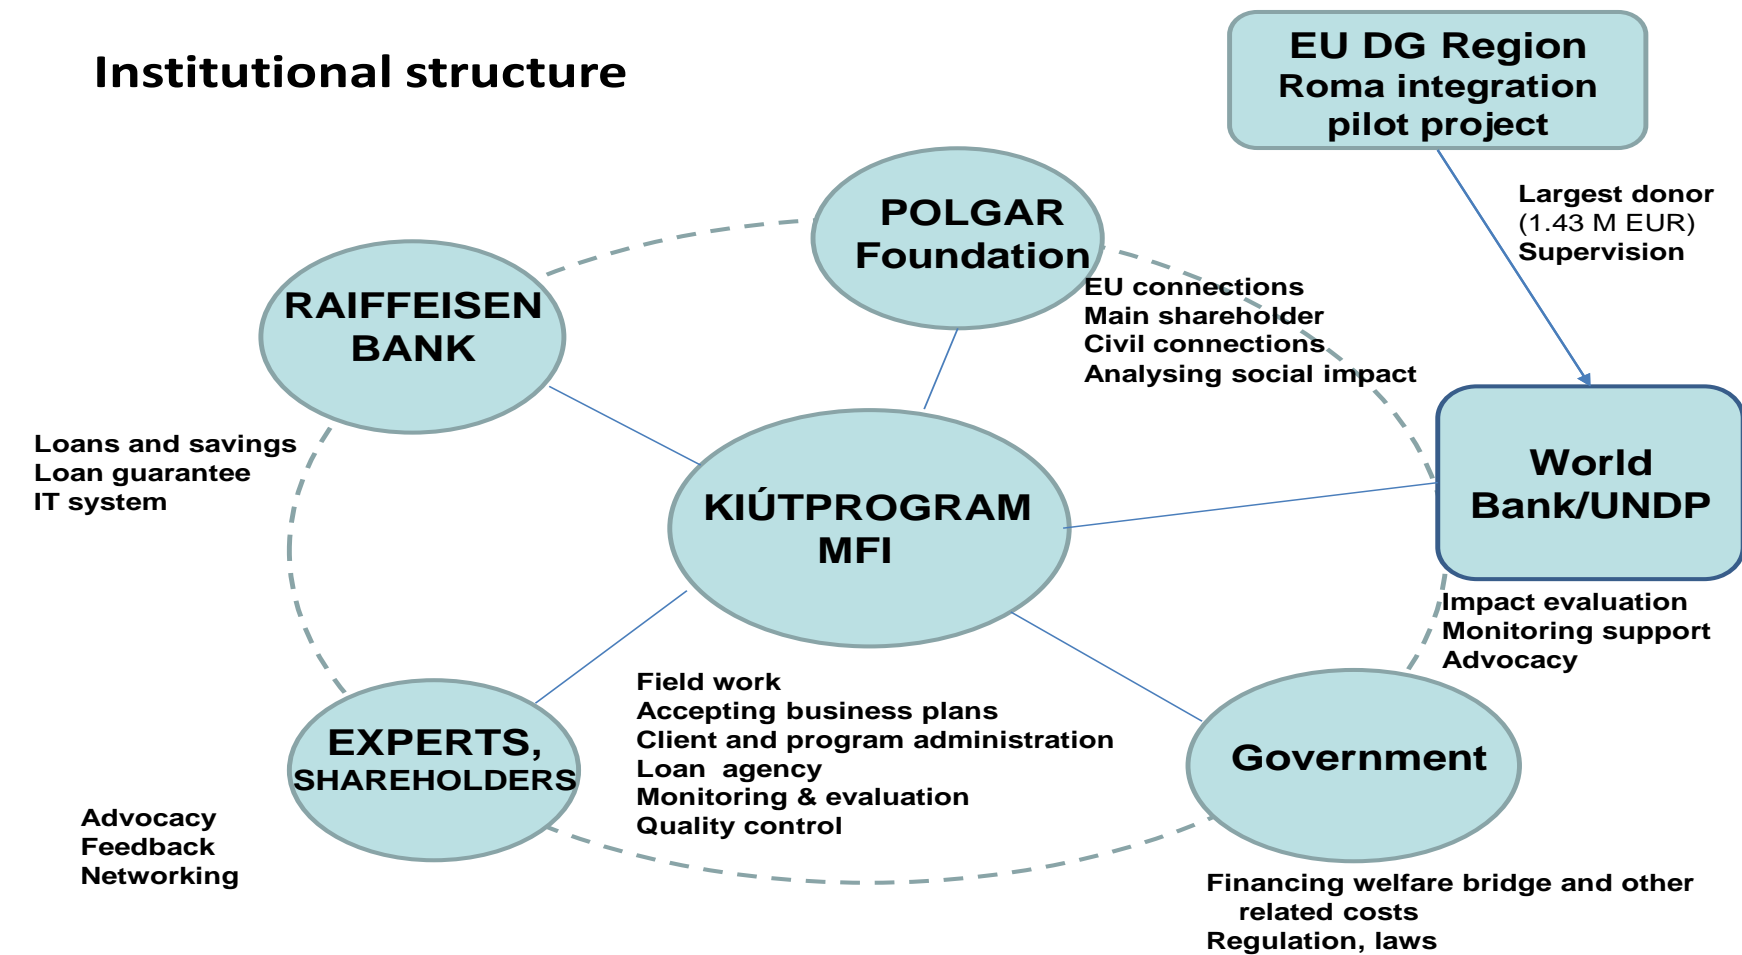 Institutional structure
EU DG Region
Roma integration
pilot project
Largest donor
(1.43 M EUR)
Supervision
POLGAR
Foundation
EU connections
Main shareholder
Civil connections
Analysing social impact
RAIFFEISEN
BANK
Loans and savings
Loan guarantee
IT system
World
Bank/UNDP
Impact evaluation
Monitoring support
Advocacy
KIÚTPROGRAM
MFI
Field work
Accepting business plans
Client and program administration
Loan agency
Monitoring & evaluation
Quality control
EXPERTS,
SHAREHOLDERS
Advocacy
Feedback
Networking
Government
Financing welfare bridge and other
related costs
Regulation, laws